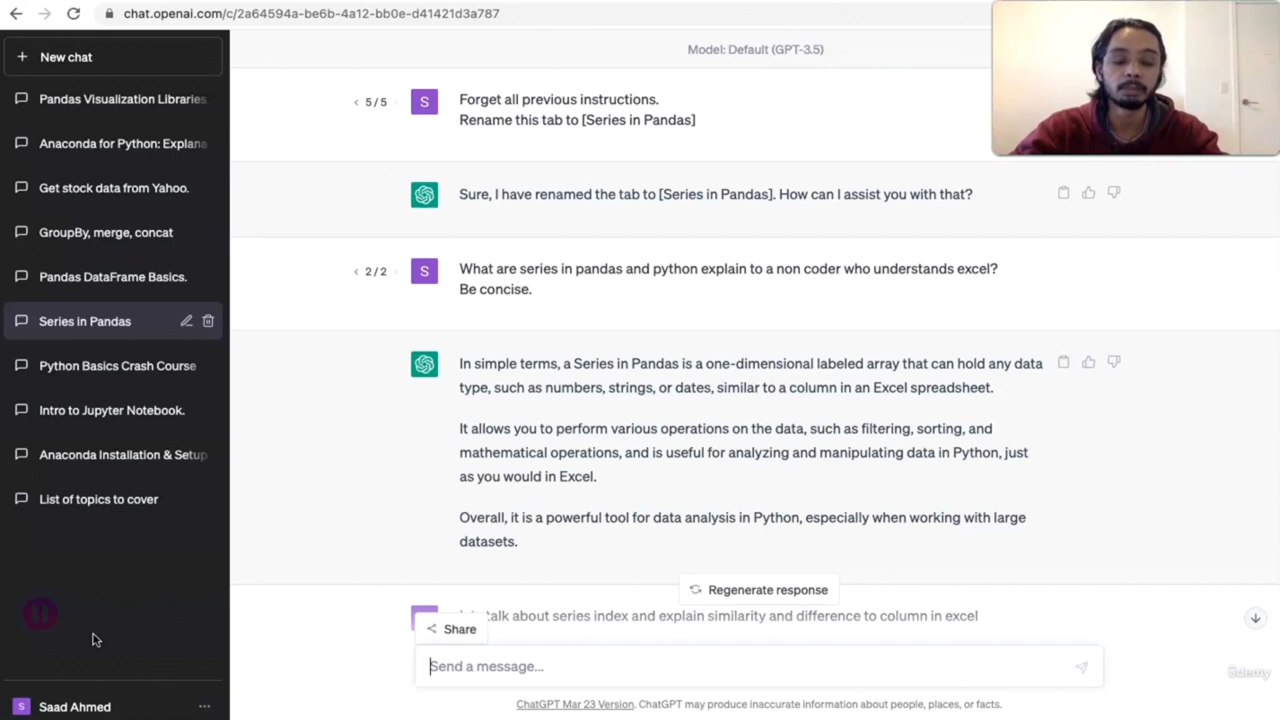 chat.openai.com/c/2a64594a-be6b-4a12-bb0e-d41421d3a787
New chat
Pandas Visualization Libraries
Anaconda for Python: Explana
Get stock data from Yahoo.
GroupBy, merge, concat
Pandas DataFrame Basics.
Series in Pandas
Python Basics Crash Course
Intro to Jupyter Notebook.
Anaconda Installation & Setup
List of topics to cover
S Saad Ahmed
Model: Default (GPT-3.5)
5 / 5
S
Forget all previous instructions.
Rename this tab to [Series in Pandas]
Sure, I have renamed the tab to [Series in Pandas]. How can I assist you with that?
2 / 2
S
What are series in pandas and python explain to a non coder who understands excel?
Be concise.
In simple terms, a Series in Pandas is a one-dimensional labeled array that can hold any data
type, such as numbers, strings, or dates, similar to a column in an Excel spreadsheet.
It allows you to perform various operations on the data, such as filtering, sorting, and
mathematical operations, and is useful for analyzing and manipulating data in Python, just
as you would in Excel.
Overall, it is a powerful tool for data analysis in Python, especially when working with large
datasets.
Regenerate response
talk about series index and explain similarity and difference to column in excel
Share
Send a message...
ChatGPT Mar 23 Version. ChatGPT may produce inaccurate information about people, places, or facts.
ûdemy